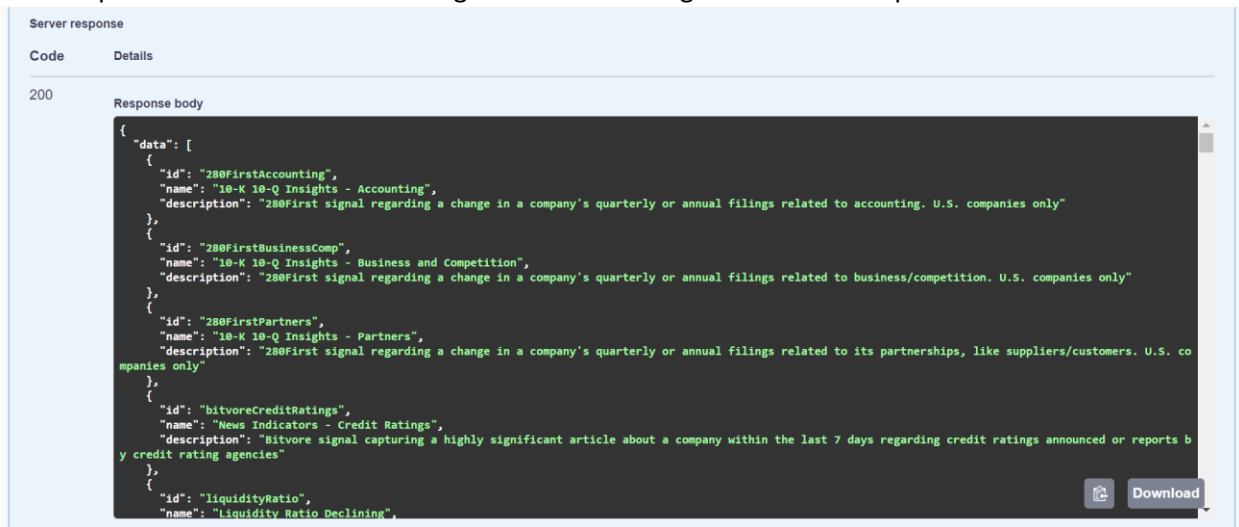 Server response
Code Details
200
Response body
{
"data": [
{
"id": "280FirstAccounting",
"name": "10-K 10-Q Insights - Accounting",
"description": "280First signal regarding a change in a company's quarterly or annual filings related to accounting. U.S. companies only"
},
{
"id": "280FirstBusinessComp",
"name": "10-K 10-Q Insights - Business and Competition",
"description": "280First signal regarding a change in a company's quarterly or annual filings related to business/competition. U.S. companies only"
},
{
"id": "280FirstPartners",
"name": "10-K 10-Q Insights - Partners",
"description": "280First signal regarding a change in a company's quarterly or annual filings related to its partnerships, like suppliers/customers. U.S. co
mpanies only"
},
{
"id": "bitvoreCreditRatings",
"name": "News Indicators - Credit Ratings",
"description": "Bitvore signal capturing a highly significant article about a company within the last 7 days regarding credit ratings announced or reports b
y credit rating agencies"
},
{
"id": "liquidityRatio",
"name": "Liquidity Ratio Declining",
Download